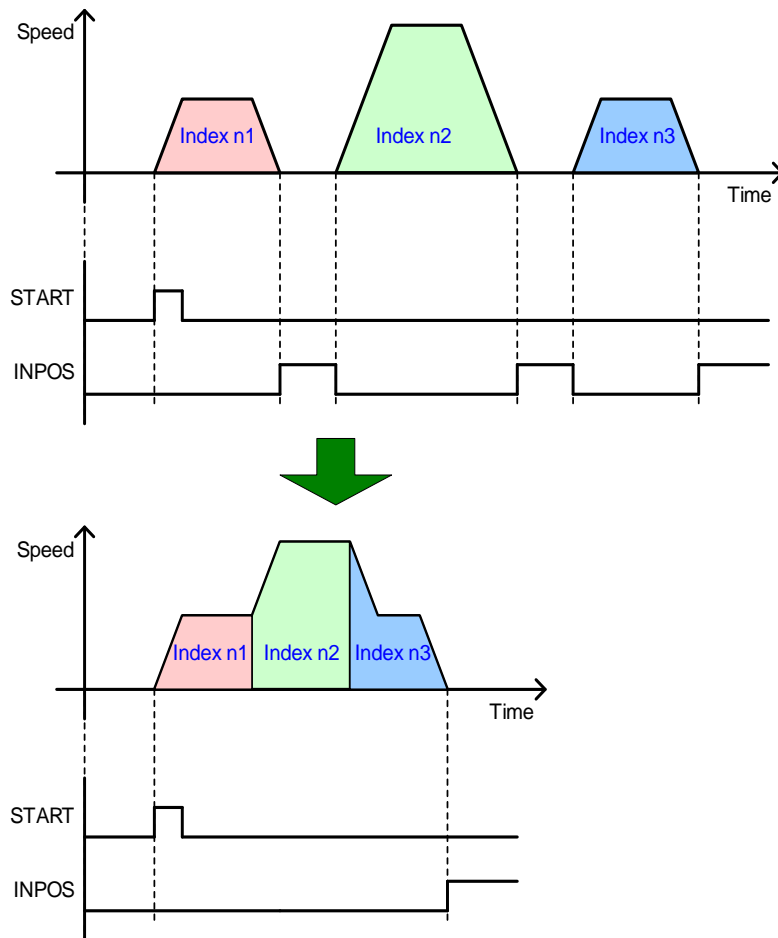 Speed
Index n1
Index n2
Index n3
Time
START
INPOS
Speed
Index n1
Index n2
Index n3
Time
START
INPOS